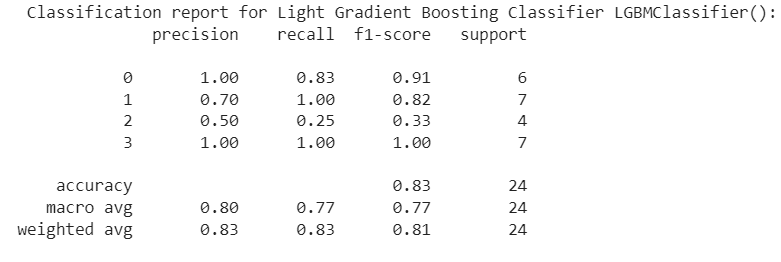 Classification report for Light Gradient Boosting Classifier LGBMClassifier():
precision recall f1-score support
0 1.00 0.83 0.91 6
1 0.70 1.00 0.82 7
2 0.50 0.25 0.33 4
3 1.00 1.00 1.00 7
accuracy 0.83 24
macro avg 0.80 0.77 0.77 24
weighted avg 0.83 0.83 0.81 24